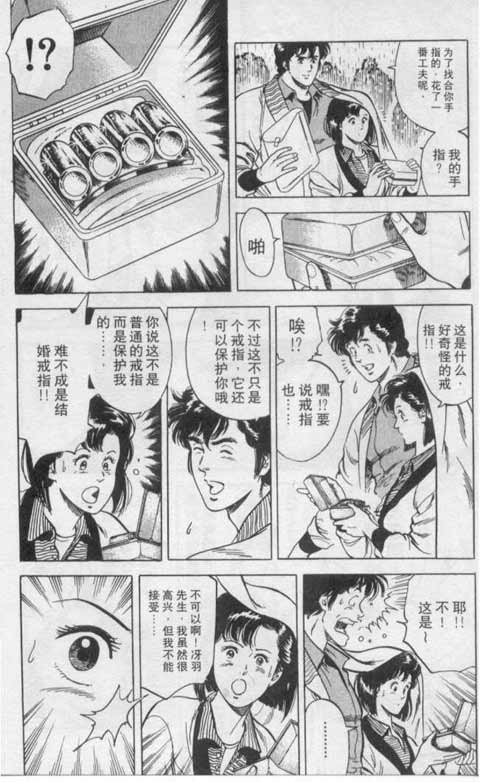 为了找合你手
指的，花了一
番工夫呢．
我的手
指？
啪
!?
这是什么，
好奇怪的戒
指!!
唉!?
嘿!?要
说戒指
也……
不过这不只是
个戒指，它还
可以保护你哦
！
你说这不是
普通的戒指
而是保护我
的……．
难不成是结
婚戒指!!
耶!!
不！
这是～
………
不可以啊！冴羽
先生，我虽然很
高兴，但我不能
接受……